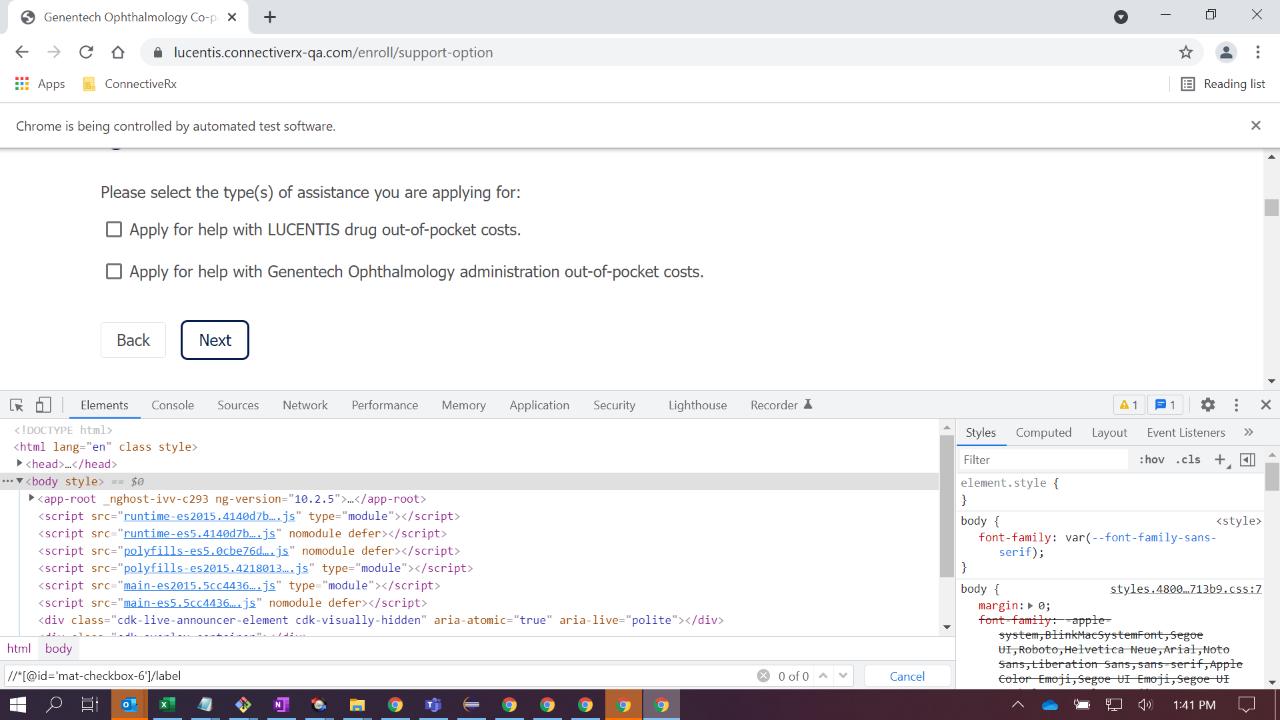 Genentech Ophthalmology Co-p
lucentis.connectiverx-qa.com/enroll/support-option
Apps
ConnectiveRx
Reading list
Chrome is being controlled by automated test software.
Please select the type(s) of assistance you are applying for:
Apply for help with LUCENTIS drug out-of-pocket costs.
Apply for help with Genentech Ophthalmology administration out-of-pocket costs.
Back Next
Elements Console Sources Network Performance Memory Application Security Lighthouse Recorder 1 1
<!DOCTYPE html>
<html lang="en" class style>
<head>…</head>
<body style> == $0
<app-root _nghost-ivv-c293 ng-version="10.2.5">…</app-root>
<script src="runtime-es2015.4140d7b….js" type="module"></script>
<script src="runtime-es5.4140d7b….js" nomodule defer></script>
<script src="polyfills-es5.0cbe76d….js" nomodule defer></script>
<script src="polyfills-es2015.4218013….js" type="module"></script>
<script src="main-es2015.5cc4436….js" type="module"></script>
<script src="main-es5.5cc4436….js" nomodule defer></script>
<div class="cdk-live-announcer-element cdk-visually-hidden" aria-atomic="true" aria-live="polite"></div>
html body
//*[@id='mat-checkbox-6']/label
0 of 0
Cancel
Styles Computed Layout Event Listeners »
Filter :hov .cls +
element.style {
}
body { <style>
font-family: var(--font-family-sans-
serif);
}
body { styles.4800…713b9.css:7
margin: 0;
font-family: -apple-
system,BlinkMacSystemFont,Segoe
UI,Roboto,Helvetica Neue,Arial,Noto
Sans,Liberation Sans,sans-serif,Apple
Color Emoji,Segoe UI Emoji,Segoe UI
1:41 PM